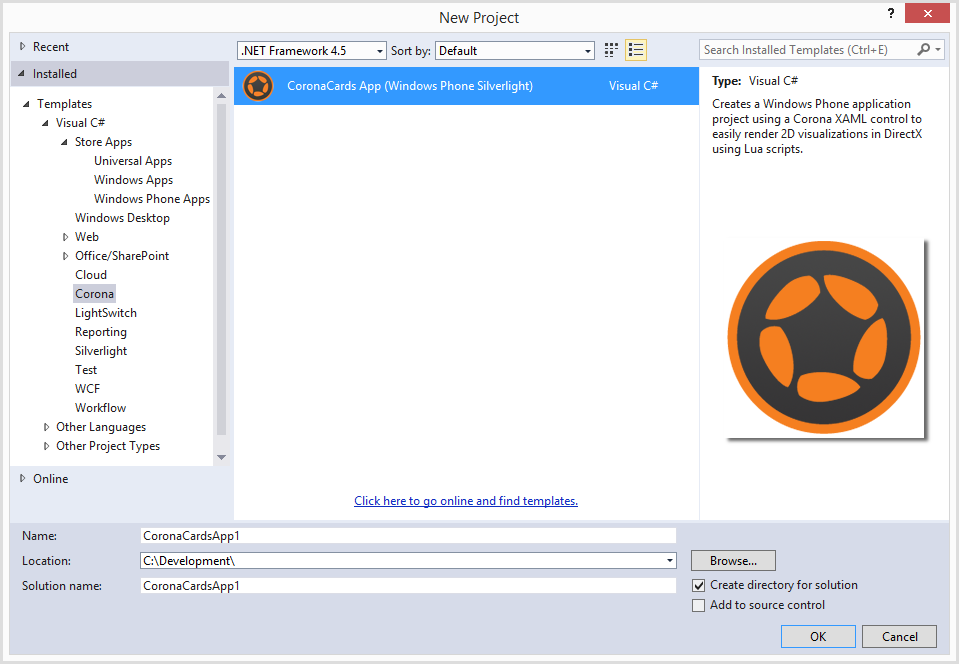 New Project
?
Recent
Installed
Templates
Visual C#
Store Apps
Universal Apps
Windows Apps
Windows Phone Apps
Windows Desktop
Web
Office/SharePoint
Cloud
Corona
LightSwitch
Reporting
Silverlight
Test
WCF
Workflow
Other Languages
Other Project Types
Online
.NET Framework 4.5 Sort by: Default
CoronaCards App (Windows Phone Silverlight) Visual C#
Click here to go online and find templates.
Search Installed Templates (Ctrl+E)
Type: Visual C#
Creates a Windows Phone application
project using a Corona XAML control to
easily render 2D visualizations in DirectX
using Lua scripts.
Name: CoronaCardsApp1
Location: C:\Development\ Browse...
Solution name: CoronaCardsApp1 Create directory for solution
Add to source control
OK Cancel